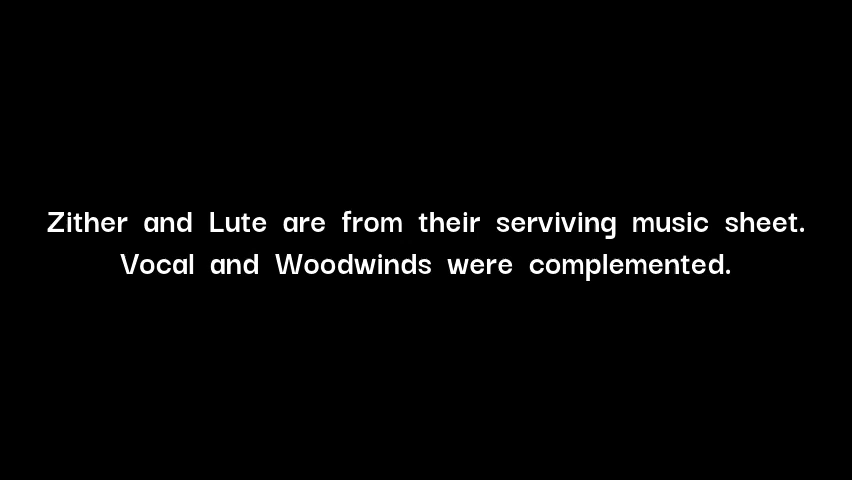 Zither and Lute are from their serviving music sheet.
Vocal and Woodwinds were complemented.